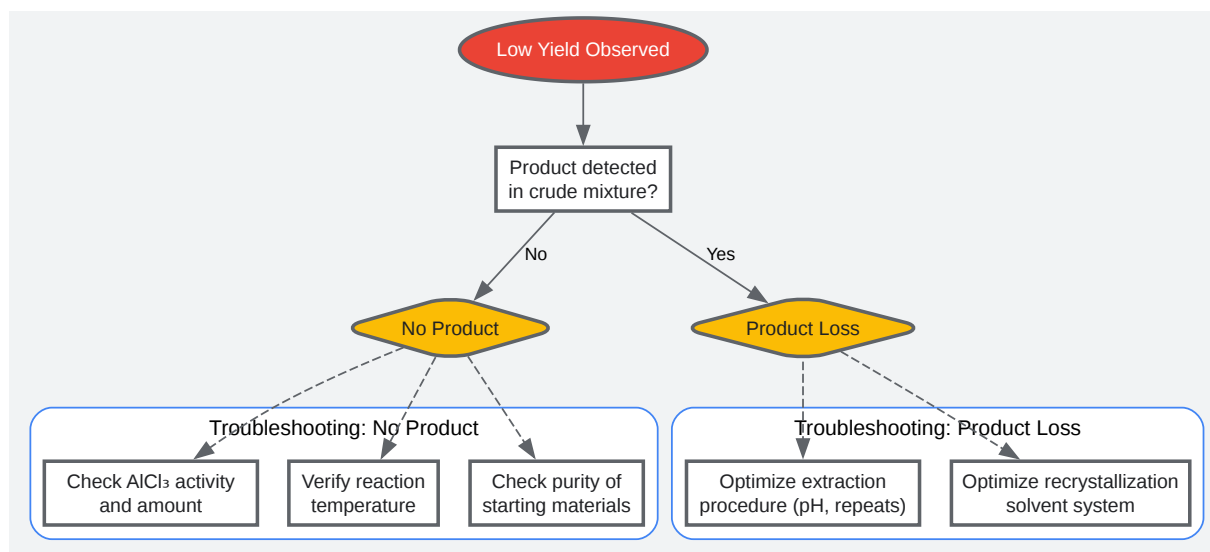 Low Yield Observed
Product detected
in crude mixture?
No
Yes
No Product
Product Loss
Troubleshooting: No Product
Troubleshooting: Product Loss
Check AlCl₃ activity
and amount
Verify reaction
temperature
Check purity of
starting materials
Optimize extraction
procedure (pH, repeats)
Optimize recrystallization
solvent system